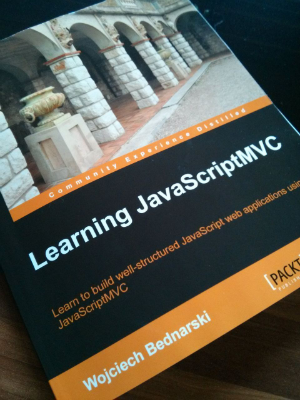 Community Experience Distilled
Learning JavaScriptMVC
Learn to build well-structured JavaScript web applications
JavaScriptMVC
[PACKT
Wojciech Bednarski